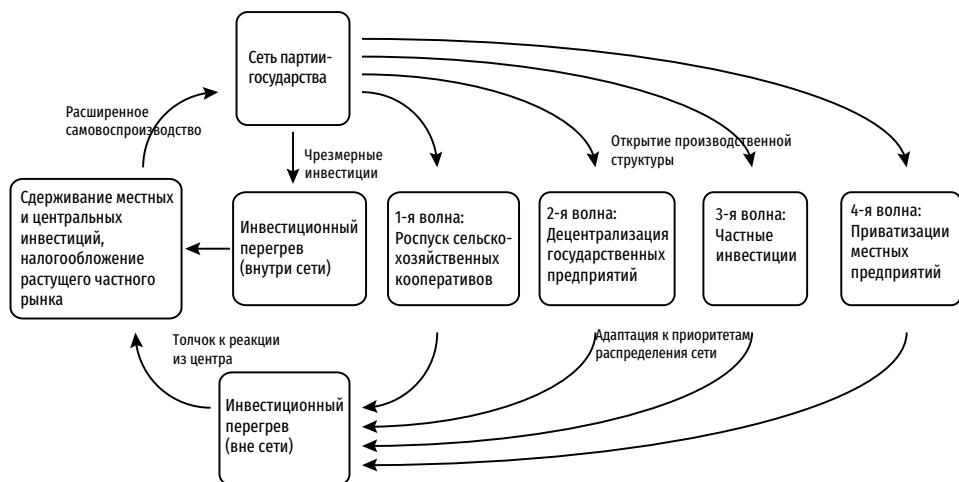 Сеть партии-
государства
Расширенное
самовоспроизводство
Чрезмерные
инвестиции
Открытие производственной
структуры
Сдерживание местных
и центральных
инвестиций,
налогообложение
растущего частного
рынка
Инвестиционный
перегрев
(внутри сети)
1-я волна:
Роспуск сельско-
хозяйственных
кооперативов
2-я волна:
Децентрализация
государственных
предприятий
3-я волна:
Частные
инвестиции
4-я волна:
Приватизации
местных
предприятий
Толчок к реакции
из центра
Адаптация к приоритетам
распределения сети
Инвестиционный
перегрев
(вне сети)